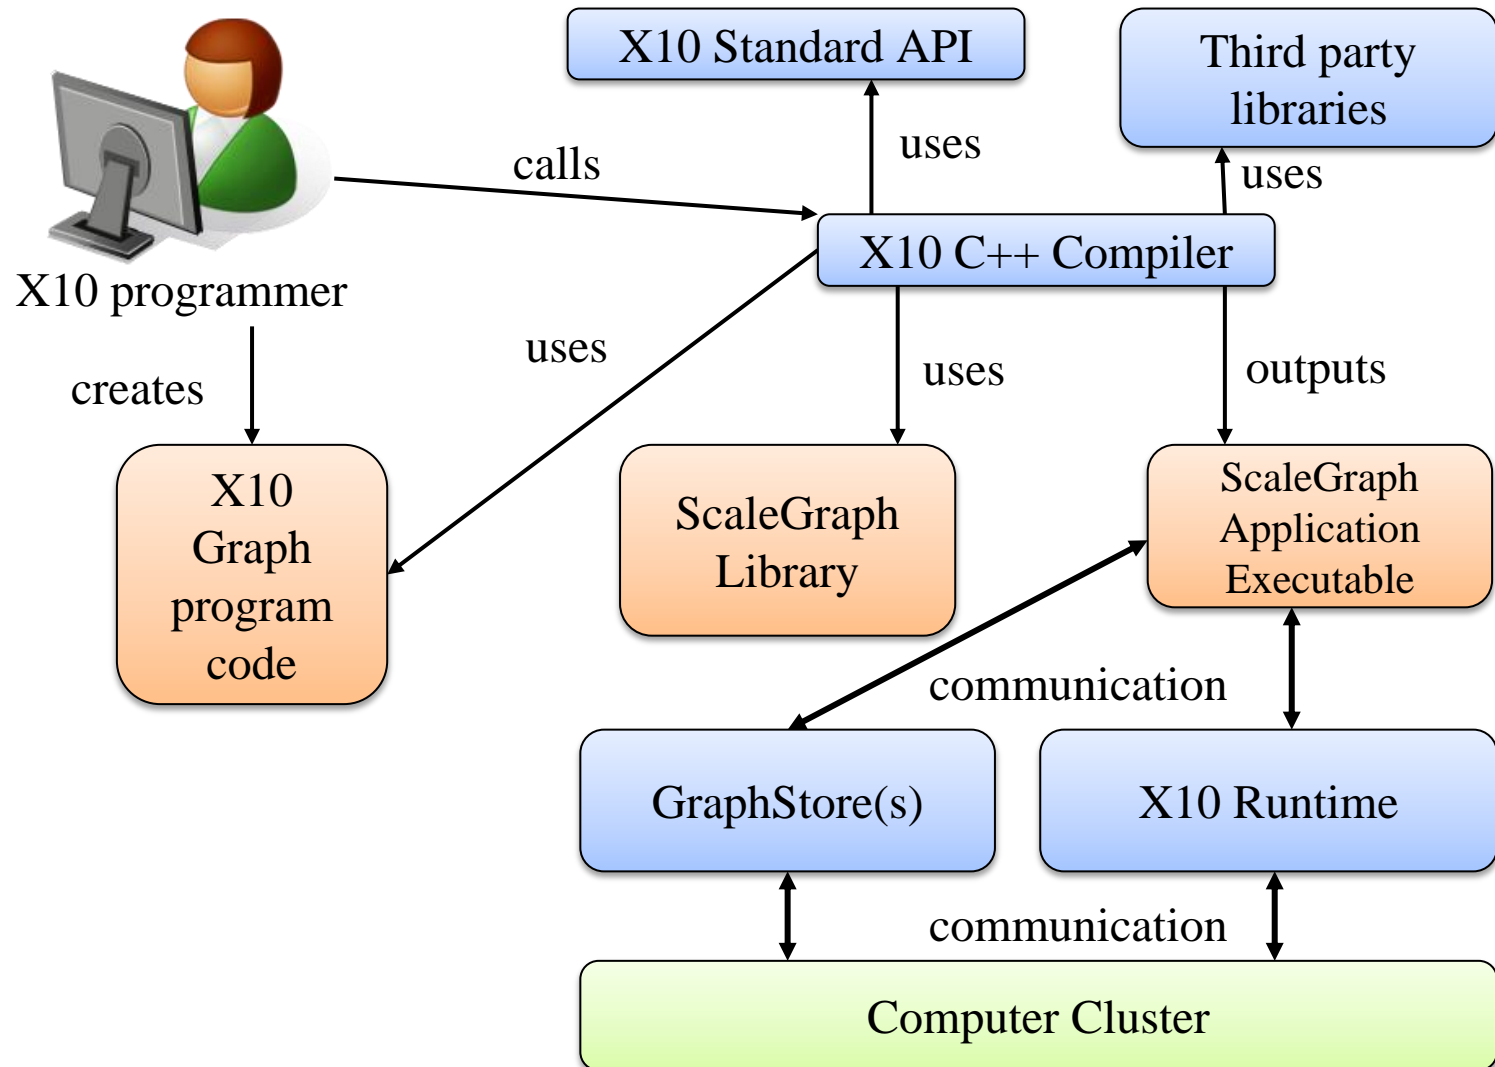 X10 Standard API
Third party
libraries
uses
uses
calls
X10 C++ Compiler
X10 programmer
uses
uses
outputs
creates
X10
Graph
program
code
ScaleGraph
Library
ScaleGraph
Application
Executable
communication
GraphStore(s)
X10 Runtime
communication
Computer Cluster